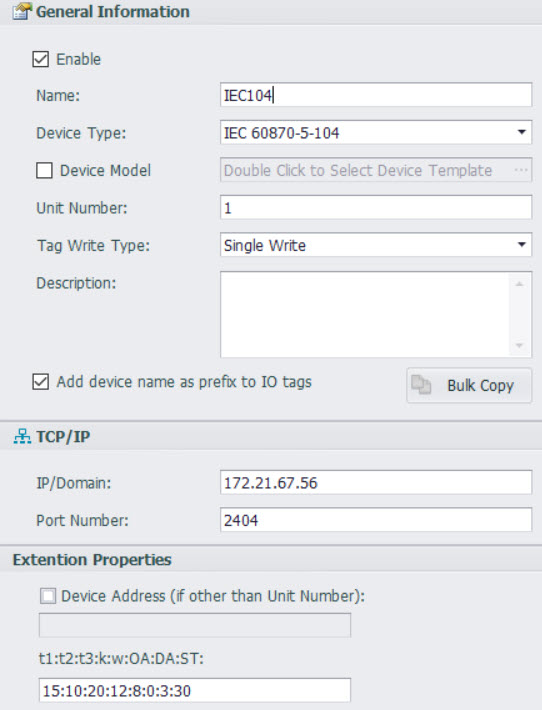 General Information
Enable
Name: IEC104
Device Type: IEC 60870-5-104
Device Model Double Click to Select Device Template ...
Unit Number: 1
Tag Write Type: Single Write
Description:
Add device name as prefix to IO tags Bulk Copy
TCP/IP
IP/Domain: 172.21.67.56
Port Number: 2404
Extention Properties
Device Address (if other than Unit Number):
t1:t2:t3:k:w:OA:DA:ST:
15:10:20:12:8:0:3:30